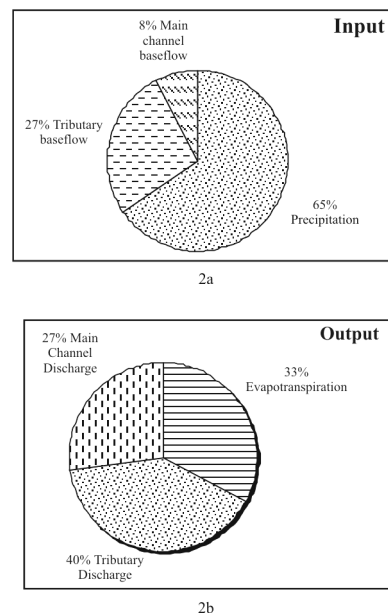 Input
8% Main
channel
baseflow
27% Tributary
baseflow
65%
Precipitation
2a
Output
27% Main
Channel
Discharge
33%
Evapotranspiration
40% Tributary
Discharge
2b